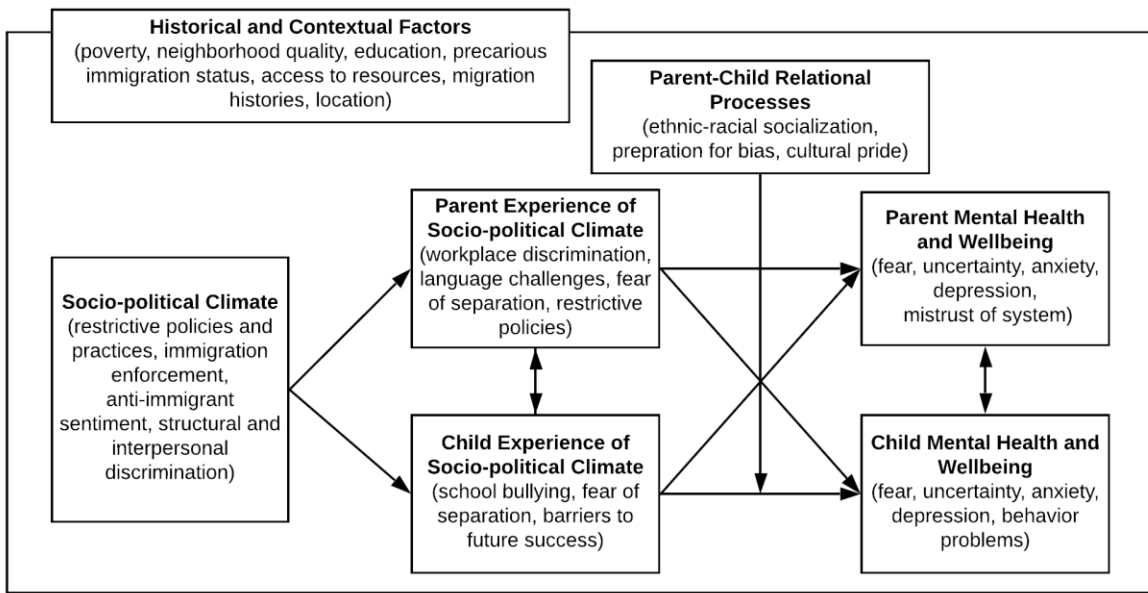 Historical and Contextual Factors
(poverty, neighborhood quality, education, precarious
immigration status, access to resources, migration
histories, location)
Parent-Child Relational
Processes
(ethnic-racial socialization,
prepration for bias, cultural pride)
Socio-political Climate
(restrictive policies and
practices, immigration
enforcement,
anti-immigrant
sentiment, structural and
interpersonal
discrimination)
Parent Experience of
Socio-political Climate
(workplace discrimination,
language challenges, fear
of separation, restrictive
policies)
Child Experience of
Socio-political Climate
(school bullying, fear of
separation, barriers to
future success)
Parent Mental Health
and Wellbeing
(fear, uncertainty, anxiety,
depression,
mistrust of system)
Child Mental Health and
Wellbeing
(fear, uncertainty, anxiety,
depression, behavior
problems)